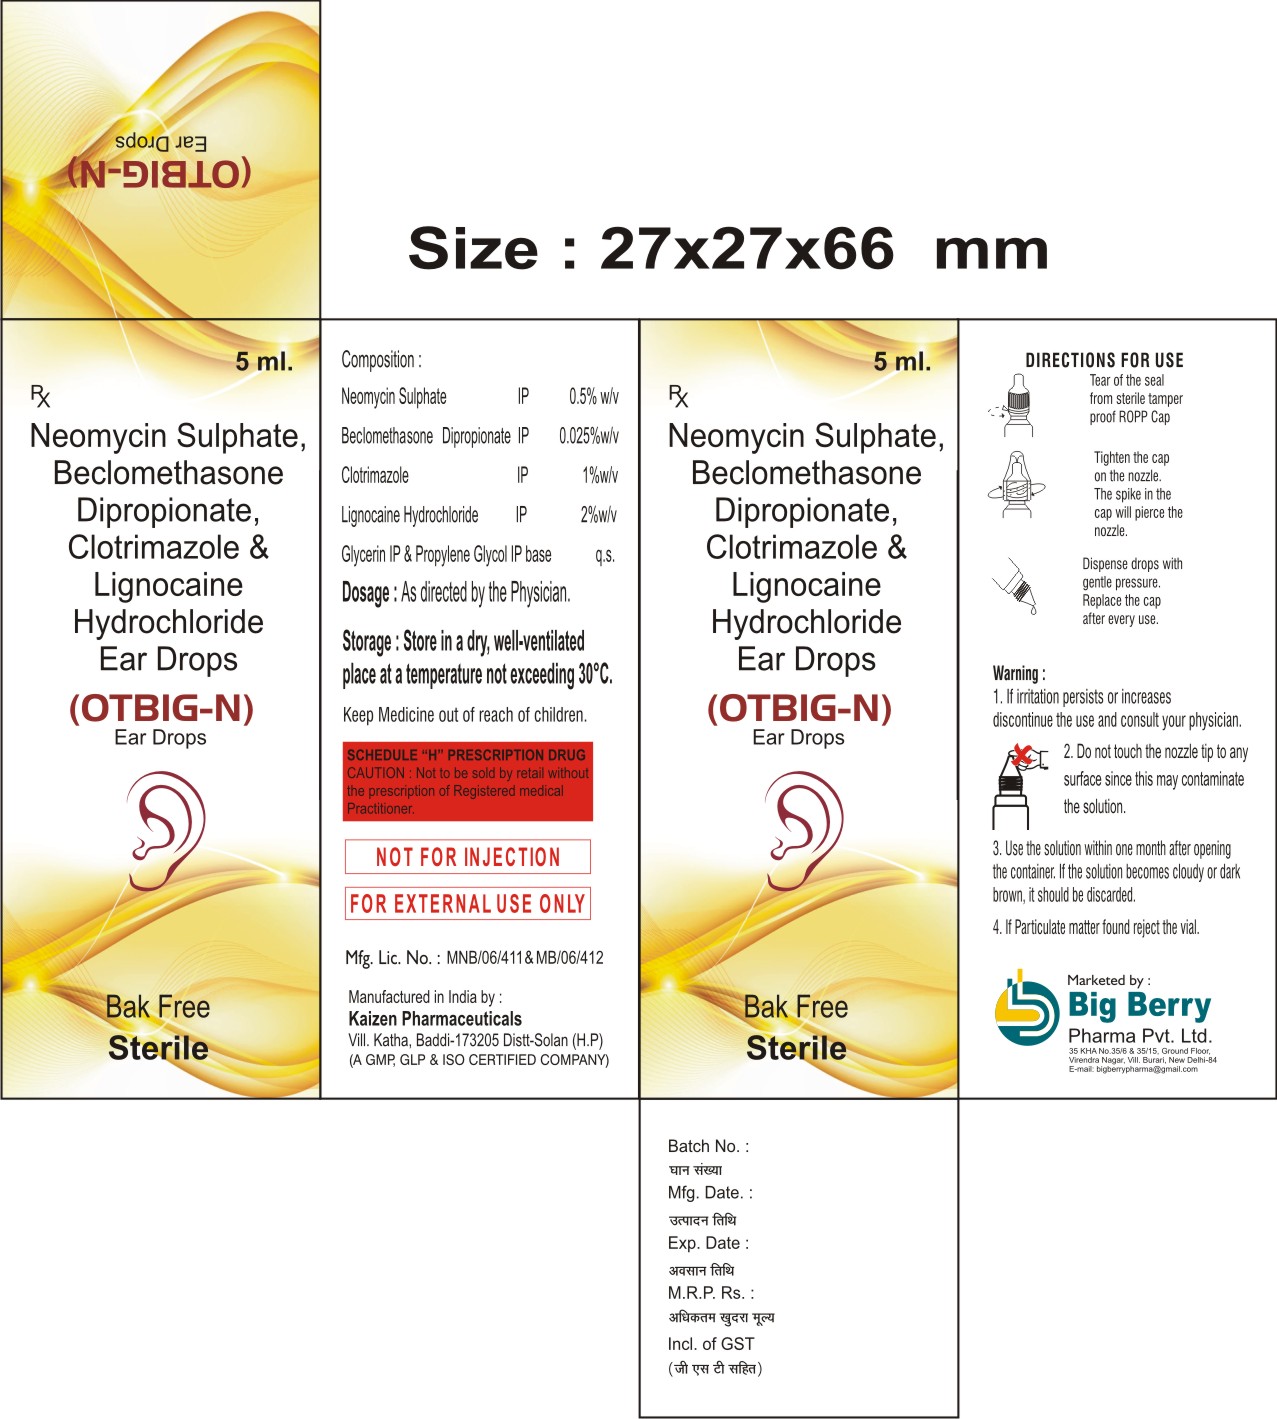 Ear Drops
(OTBIG-N)
Size : 27x27x66 mm
5 ml.
Rx
Neomycin Sulphate,
Beclomethasone
Dipropionate,
Clotrimazole &
Lignocaine
Hydrochloride
Ear Drops
(OTBIG-N)
Ear Drops
Bak Free
Sterile
Composition :
Neomycin Sulphate IP 0.5% w/v
Beclomethasone Dipropionate IP 0.025%w/v
Clotrimazole IP 1%w/v
Lignocaine Hydrochloride IP 2%w/v
Glycerin IP & Propylene Glycol IP base q.s.
Dosage : As directed by the Physician.
Storage : Store in a dry, well-ventilated
place at a temperature not exceeding 30°C.
Keep Medicine out of reach of children.
SCHEDULE “H” PRESCRIPTION DRUG
CAUTION : Not to be sold by retail without
the prescription of Registered medical
Practitioner.
NOT FOR INJECTION
FOR EXTERNAL USE ONLY
Mfg. Lic. No. : MNB/06/411 & MB/06/412
Manufactured in India by :
Kaizen Pharmaceuticals
Vill. Katha, Baddi-173205 Distt-Solan (H.P)
(A GMP, GLP & ISO CERTIFIED COMPANY)
5 ml.
Rx
Neomycin Sulphate,
Beclomethasone
Dipropionate,
Clotrimazole &
Lignocaine
Hydrochloride
Ear Drops
(OTBIG-N)
Ear Drops
Bak Free
Sterile
DIRECTIONS FOR USE
Tear of the seal
from sterile tamper
proof ROPP Cap
Tighten the cap
on the nozzle.
The spike in the
cap will pierce the
nozzle.
Dispense drops with
gentle pressure.
Replace the cap
after every use.
Warning :
1. If irritation persists or increases
discontinue the use and consult your physician.
2. Do not touch the nozzle tip to any
surface since this may contaminate
the solution.
3. Use the solution within one month after opening
the container. If the solution becomes cloudy or dark
brown, it should be discarded.
4. If Particulate matter found reject the vial.
Marketed by :
Big Berry
Pharma Pvt. Ltd.
35 KHA No.35/6 & 35/15, Ground Floor,
Virendra Nagar, Vill. Burari, New Delhi-84
E-mail: bigberrypharma@gmail.com
Batch No. :
घान संख्या
Mfg. Date. :
उत्पादन तिथि
Exp. Date :
अवसान तिथि
M.R.P. Rs. :
अधिकतम खुदरा मूल्य
Incl. of GST
(जी एस टी सहित)